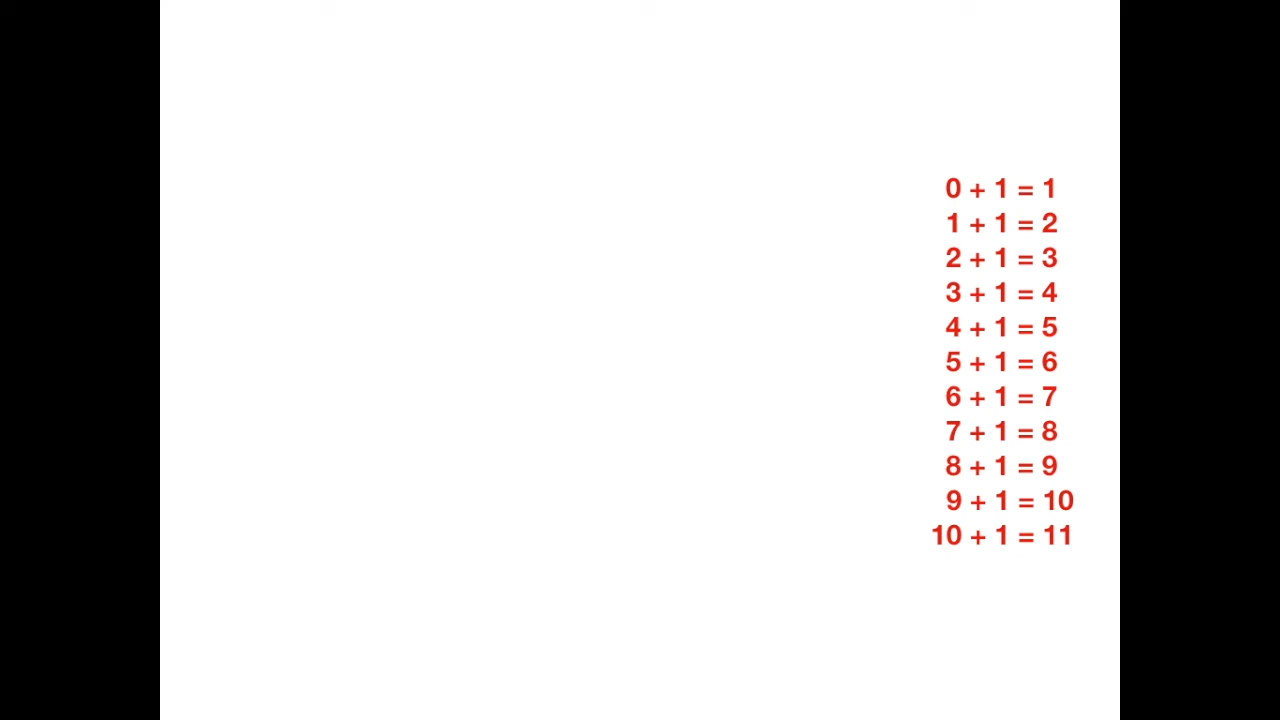 0 + 1 = 1
1 + 1 = 2
2 + 1 = 3
3 + 1 = 4
4 + 1 = 5
5 + 1 = 6
6 + 1 = 7
7 + 1 = 8
8 + 1 = 9
9 + 1 = 10
10 + 1 = 11